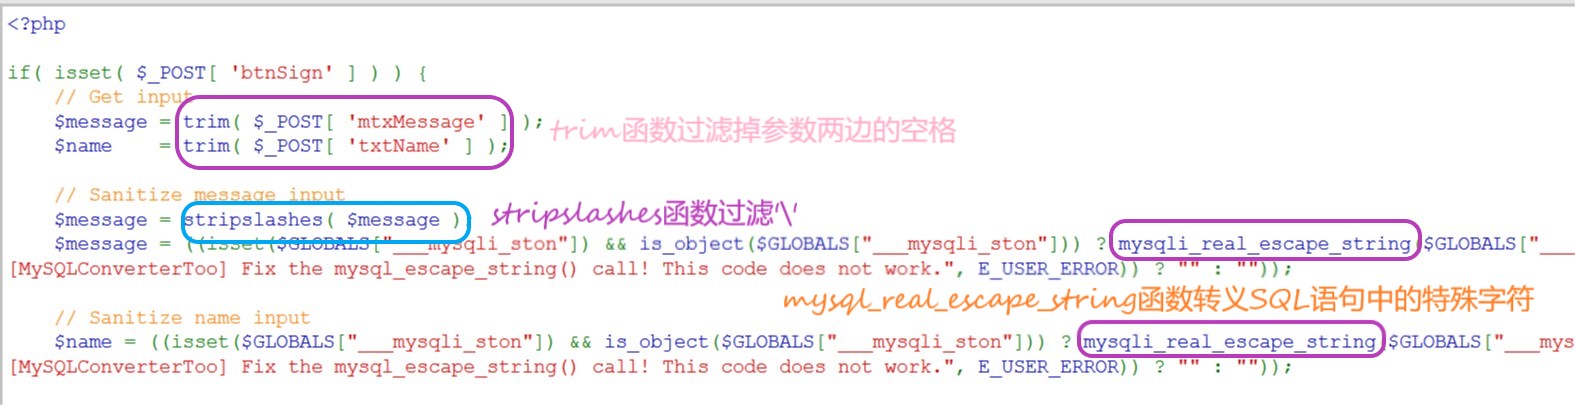 <?php
if( isset( $_POST[ 'btnSign' ] ) ) {
// Get input
$message = trim( $_POST[ 'mtxMessage' ] );
trim函数过滤掉参数两边的空格
$name    = trim( $_POST[ 'txtName' ] );
// Sanitize message input
$message = stripslashes( $message )
stripslashes函数过滤'\'
$message = ((isset($GLOBALS["___mysqli_ston"]) && is_object($GLOBALS["___mysqli_ston"])) ? mysqli_real_escape_string($GLOBALS["___
[MySQLConverterToo] Fix the mysql_escape_string() call! This code does not work.", E_USER_ERROR)) ? "" : ""));
mysql_real_escape_string函数转义SQL语句中的特殊字符
// Sanitize name input
$name = ((isset($GLOBALS["___mysqli_ston"]) && is_object($GLOBALS["___mysqli_ston"])) ? mysqli_real_escape_string $GLOBALS["___mys
[MySQLConverterToo] Fix the mysql_escape_string() call! This code does not work.", E_USER_ERROR)) ? "" : ""));